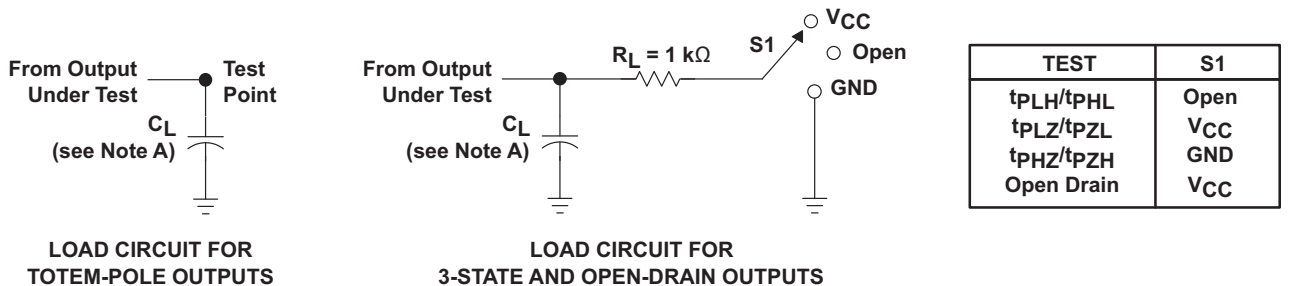 From Output
Under Test
Test
Point
CL
(see Note A)
LOAD CIRCUIT FOR
TOTEM-POLE OUTPUTS
From Output
Under Test
RL = 1 kΩ
S1
VCC
Open
GND
CL
(see Note A)
LOAD CIRCUIT FOR
3-STATE AND OPEN-DRAIN OUTPUTS
TEST S1
tPLH/tPHL Open
tPLZ/tPZL VCC
tPHZ/tPZH GND
Open Drain VCC